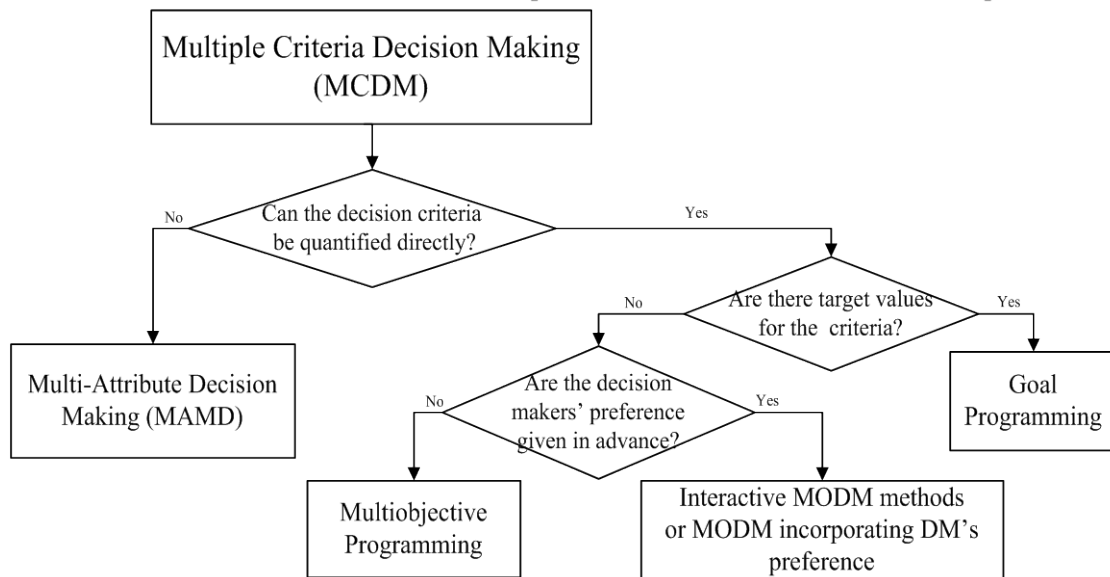 Multiple Criteria Decision Making
(MCDM)
No
Can the decision criteria
be quantified directly?
Yes
No
Are there target values
for the criteria?
Yes
Multi-Attribute Decision
Making (MAMD)
No
Are the decision
makers' preference
given in advance?
Yes
Goal
Programming
Multiobjective
Programming
Interactive MODM methods
or MODM incorporating DM's
preference